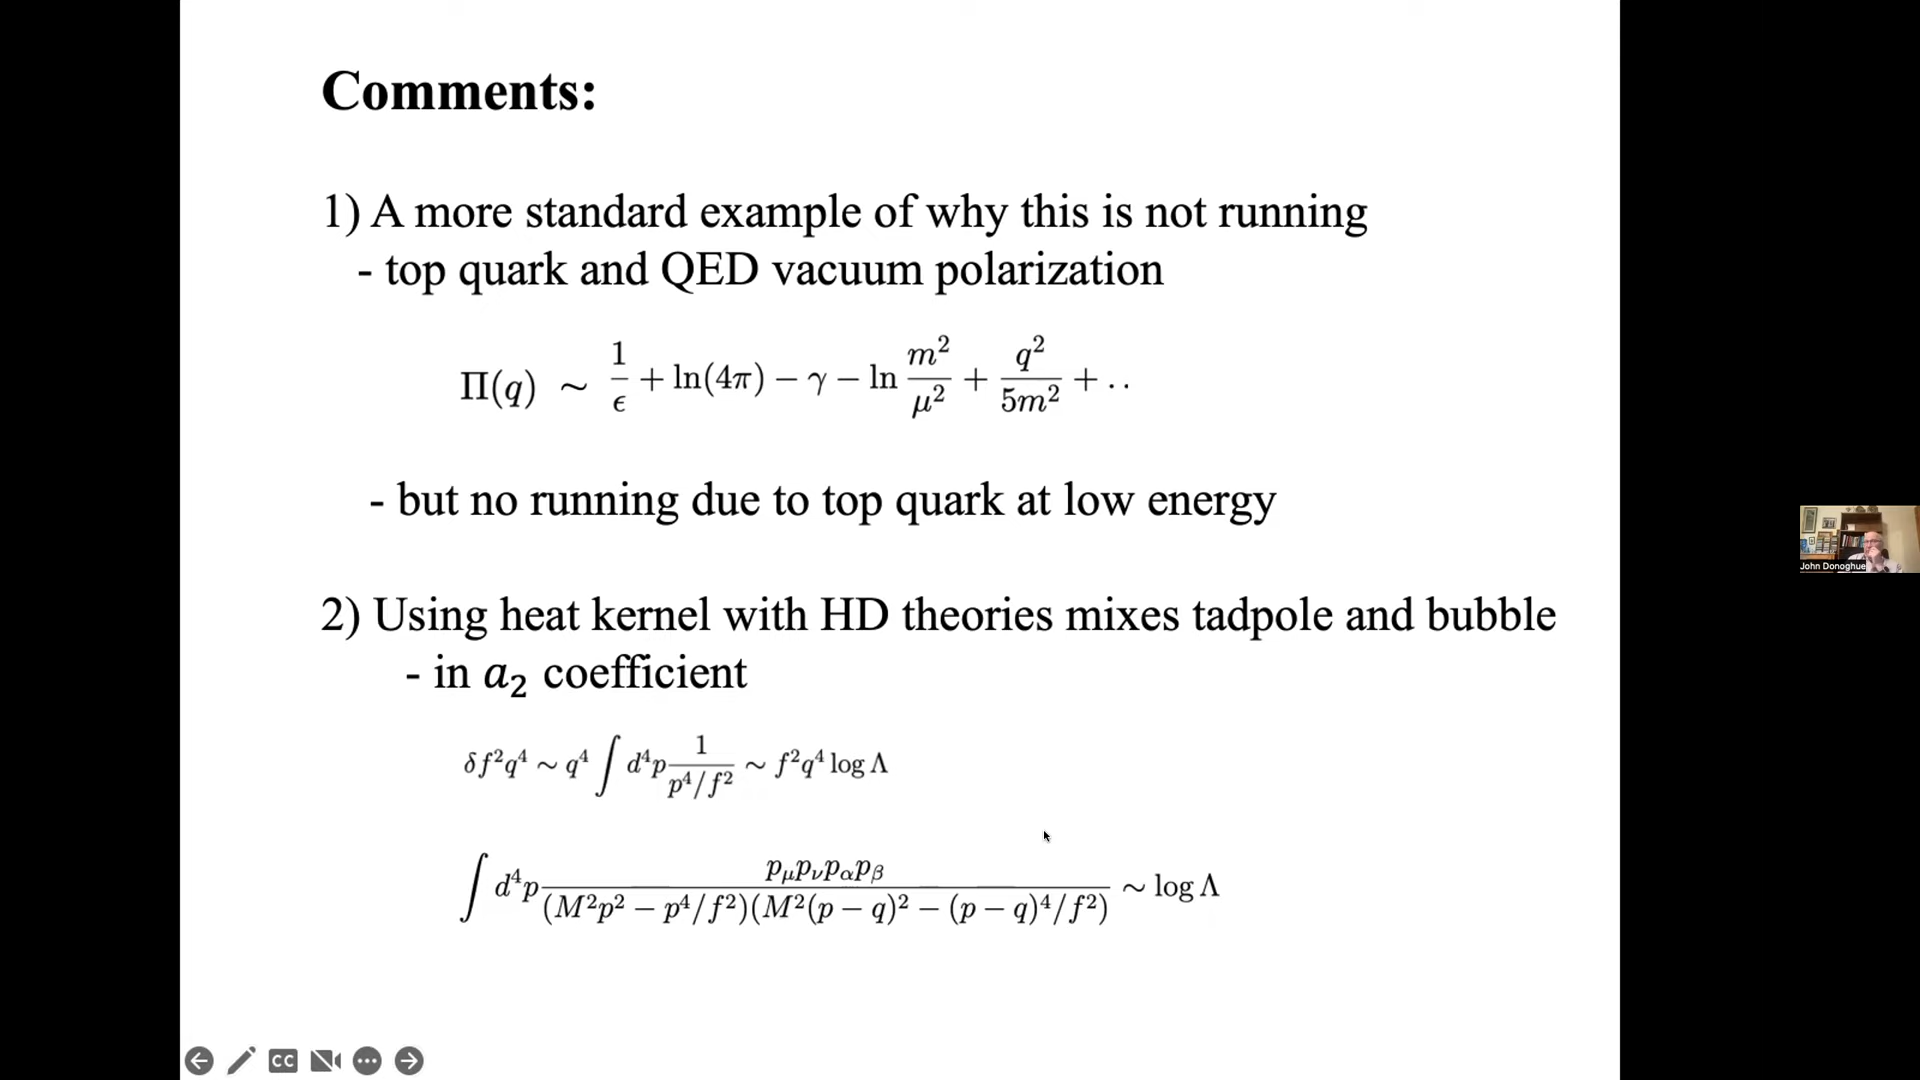 Comments:
1) A more standard example of why this is not running
- top quark and QED vacuum polarization
Π(q) ∼ 1/ϵ + ln(4π) − γ − ln m²/μ² + q²/5m² + ..
- but no running due to top quark at low energy
2) Using heat kernel with HD theories mixes tadpole and bubble
- in a₂ coefficient
δf²q⁴ ∼ q⁴ ∫ d⁴p 1/(p⁴/f²) ∼ f²q⁴ log Λ
∫ d⁴p pμpνpαpβ/((M²p² − p⁴/f²)(M²(p − q)² − (p − q)⁴/f²)) ∼ log Λ
John Donoghue
CC